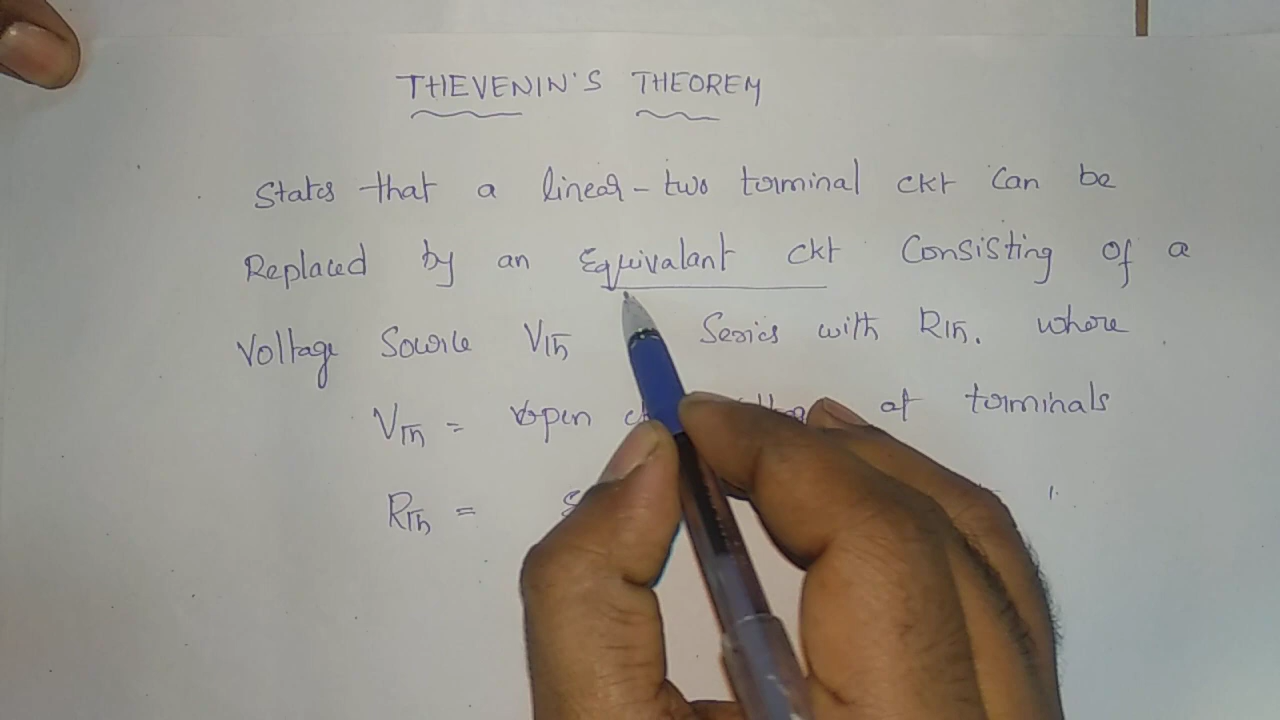 THEVENIN'S THEOREM
States that a linear-two terminal ckt can be
Replaced by an Equivalant ckt Consisting of a
Voltage Source VTh Series with RTh. where
VTh = open at terminals
RTh =